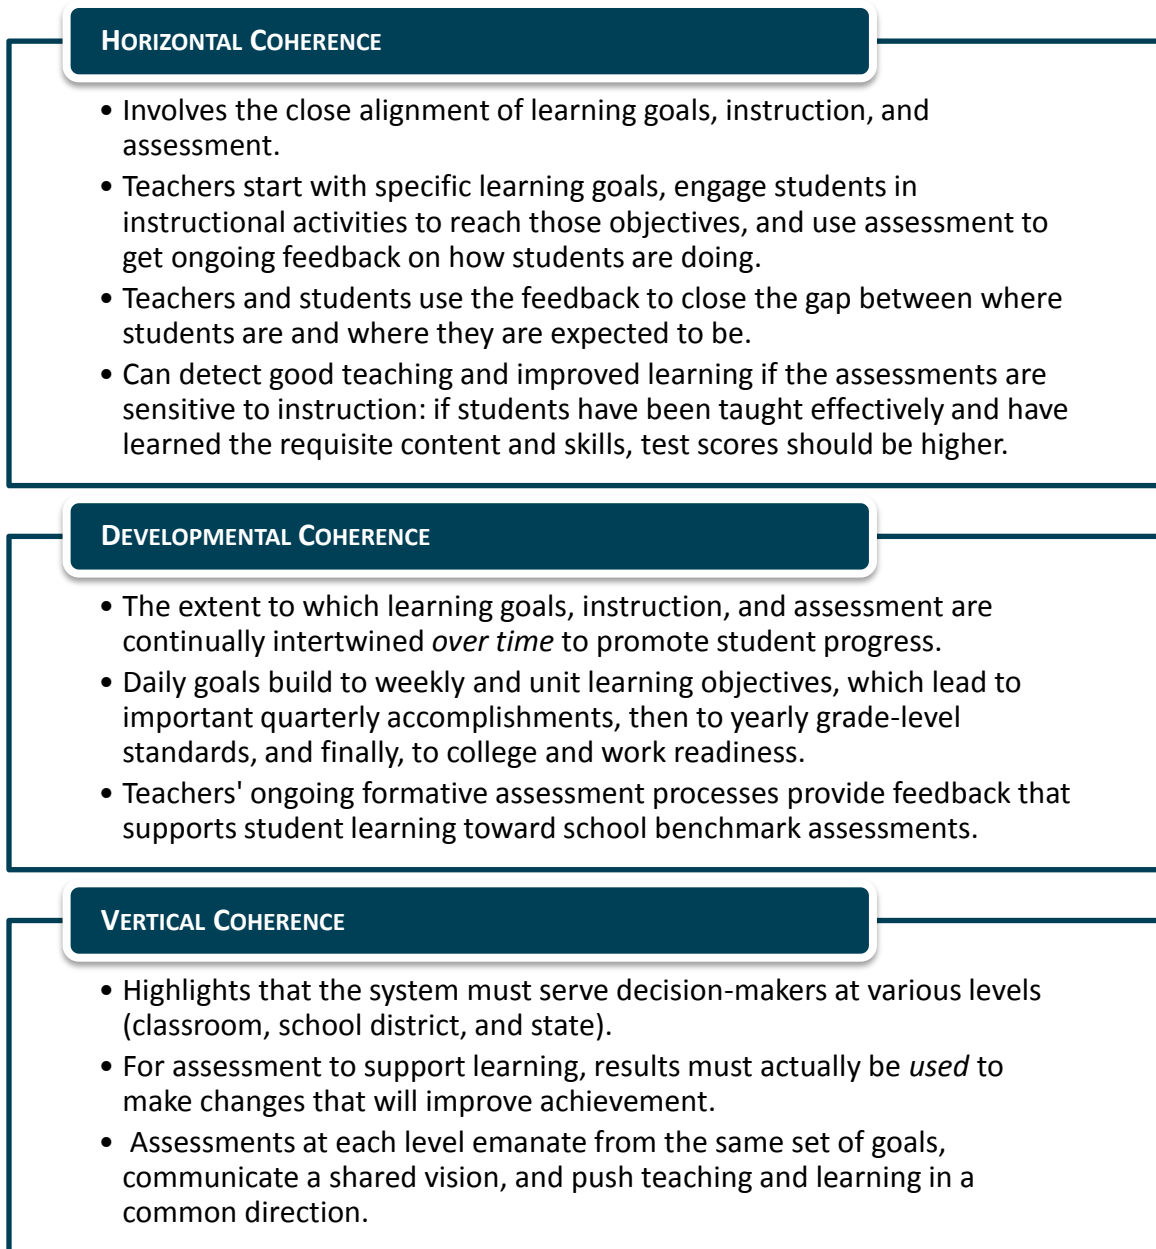 HORIZONTAL COHERENCE
• Involves the close alignment of learning goals, instruction, and
assessment.
• Teachers start with specific learning goals, engage students in
instructional activities to reach those objectives, and use assessment to
get ongoing feedback on how students are doing.
• Teachers and students use the feedback to close the gap between where
students are and where they are expected to be.
• Can detect good teaching and improved learning if the assessments are
sensitive to instruction: if students have been taught effectively and have
learned the requisite content and skills, test scores should be higher.
DEVELOPMENTAL COHERENCE
• The extent to which learning goals, instruction, and assessment are
continually intertwined over time to promote student progress.
• Daily goals build to weekly and unit learning objectives, which lead to
important quarterly accomplishments, then to yearly grade-level
standards, and finally, to college and work readiness.
• Teachers' ongoing formative assessment processes provide feedback that
supports student learning toward school benchmark assessments.
VERTICAL COHERENCE
• Highlights that the system must serve decision-makers at various levels
(classroom, school district, and state).
• For assessment to support learning, results must actually be used to
make changes that will improve achievement.
• Assessments at each level emanate from the same set of goals,
communicate a shared vision, and push teaching and learning in a
common direction.